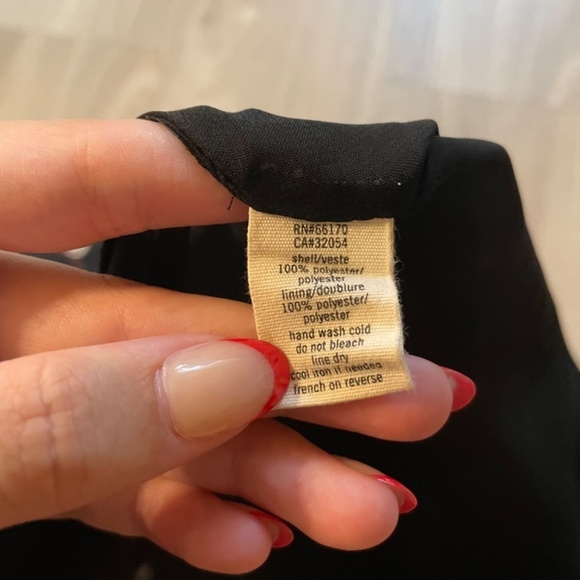 RN#66170
CA#32054
shell/veste
100% polyester/
polyester
lining/doublure
100% polyester/
polyester
hand wash cold
do not bleach
line dry
cool iron if needed
french on reverse